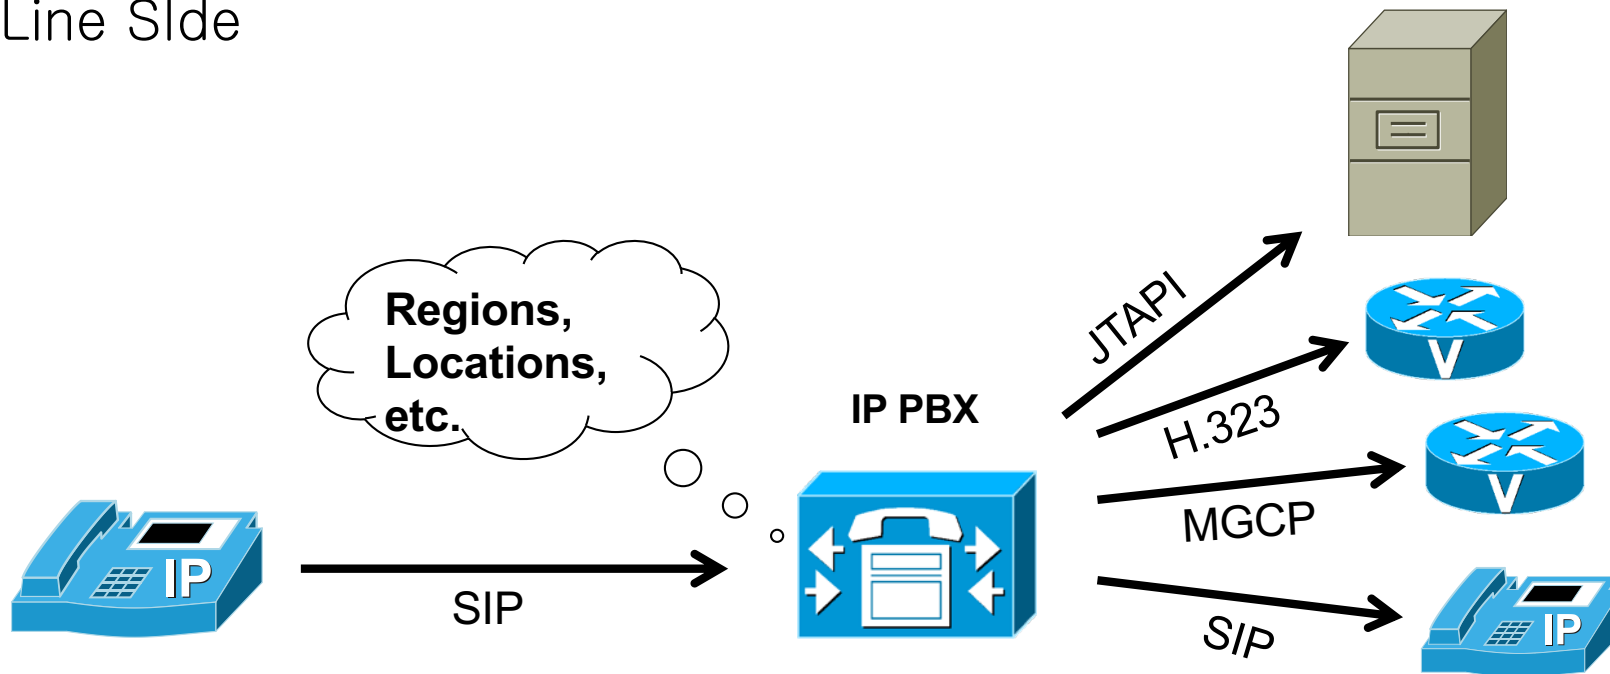 Line SIde
Regions,
Locations,
etc.
IP PBX
JTAPI
H.323
MGCP
SIP
SIP
IP
IP
V
V